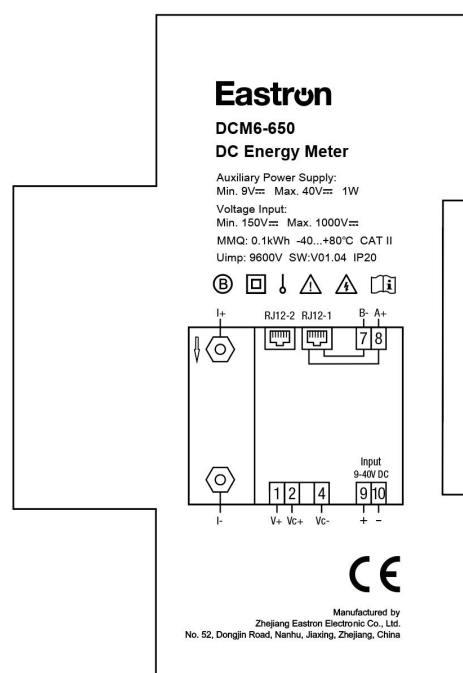 Eastron
DCM6-650
DC Energy Meter
Auxiliary Power Supply:
Min. 9V⎓ Max. 40V⎓ 1W
Voltage Input:
Min. 150V⎓ Max. 1000V⎓
MMQ: 0.1kWh -40...+80℃ CAT II
Uimp: 9600V SW:V01.04 IP20
B
I+ RJ12-2 RJ12-1 B- A+
7 8
Input
9-40V DC
1 2 4 9 10
I- V+ Vc+ Vc- + −
CE
Manufactured by
Zhejiang Eastron Electronic Co., Ltd.
No. 52, Dongjin Road, Nanhu, Jiaxing, Zhejiang, China